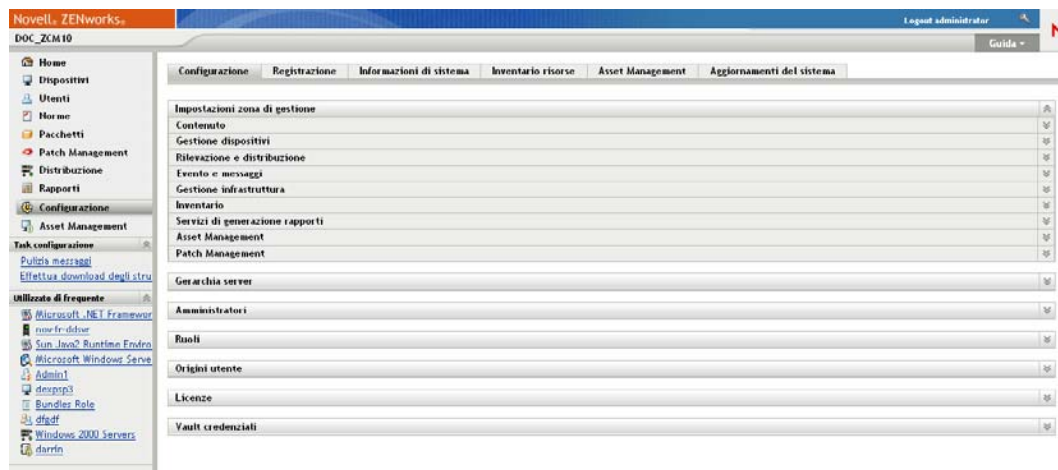 Novell® ZENworks®
Logout administrator
DOC_ZCM10
Guida
Home
Dispositivi
Utenti
Norme
Pacchetti
Patch Management
Distribuzione
Rapporti
Configurazione
Asset Management
Task configurazione
Pulizia messaggi
Effettua download degli stru
Utilizzato di frequente
Microsoft .NET Framewor
Sun Java2 Runtime Enviro
Microsoft Windows Serve
Admin1
devpsp3
Bundles Role
dfgdf
Windows 2000 Servers
darrin
Configurazione Registrazione Informazioni di sistema Inventario risorse Asset Management Aggiornamenti del sistema
Impostazioni zona di gestione
Contenuto
Gestione dispositivi
Rilevazione e distribuzione
Evento e messaggi
Gestione infrastruttura
Inventario
Servizi di generazione rapporti
Asset Management
Patch Management
Gerarchia server
Amministratori
Ruoli
Origini utente
Licenze
Vault credenziali